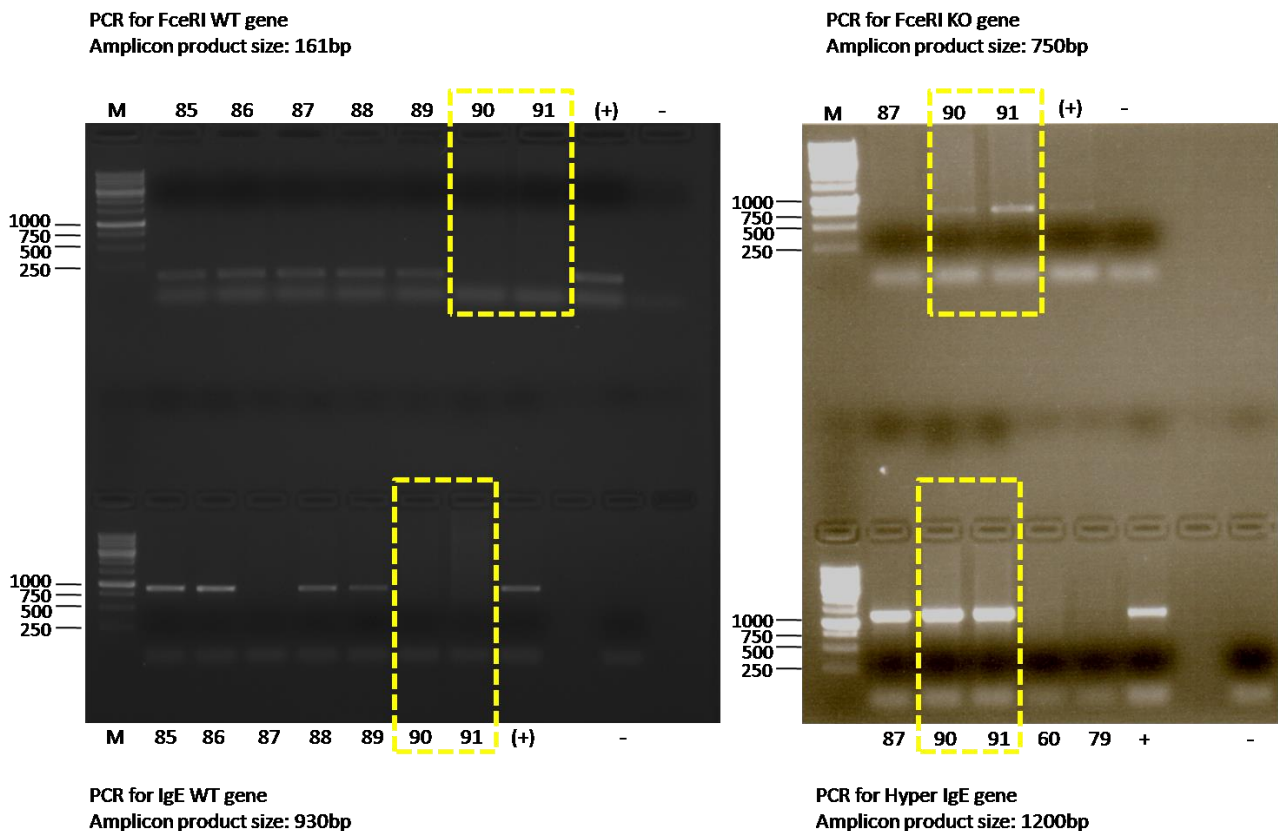 PCR for FceRI WT gene
Amplicon product size: 161bp
M 85 86 87 88 89 90 91 (+) -
1000
750
500
250
1000
750
500
250
M 85 86 87 88 89 90 91 (+) -
PCR for IgE WT gene
Amplicon product size: 930bp
PCR for FceRI KO gene
Amplicon product size: 750bp
M 87 90 91 (+) -
1000
750
500
250
1000
750
500
250
87 90 91 60 79 + -
PCR for Hyper IgE gene
Amplicon product size: 1200bp